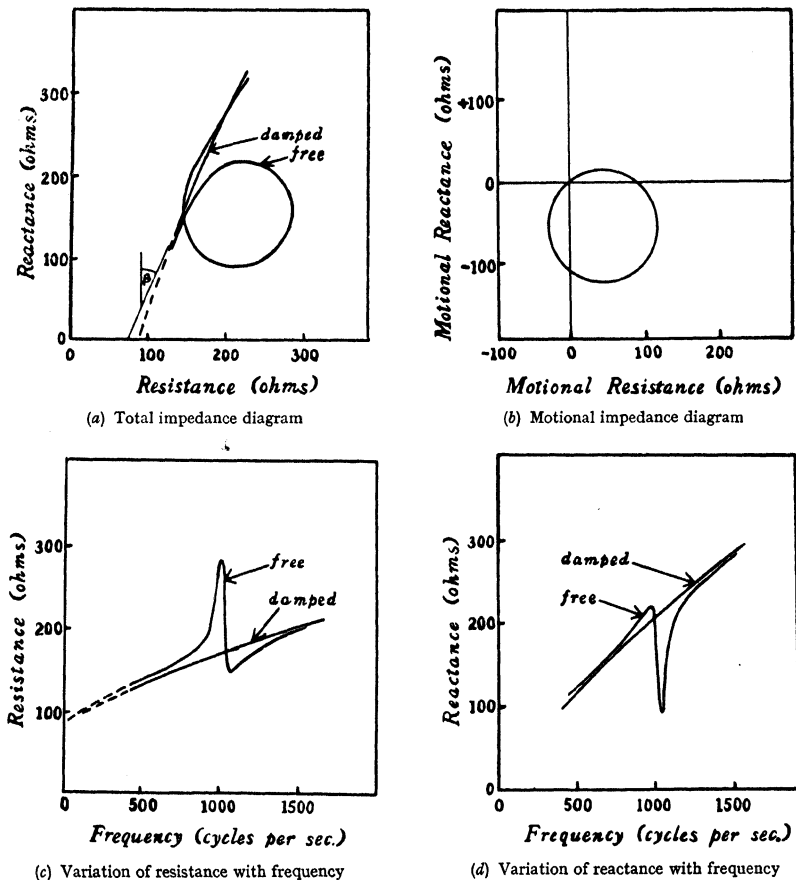 300
200
100
0
Reactance (ohms)
damped
free
β
0
100
200
300
Resistance (ohms)
(a) Total impedance diagram
+100
0
-100
Motional Reactance (ohms)
-100
0
100
200
Motional Resistance (ohms)
(b) Motional impedance diagram
300
200
100
Resistance (ohms)
free
damped
0
500
1000
1500
Frequency (cycles per sec.)
(c) Variation of resistance with frequency
300
200
100
0
Reactance (ohms)
damped
free
500
1000
1500
Frequency (cycles per sec.)
(d) Variation of reactance with frequency